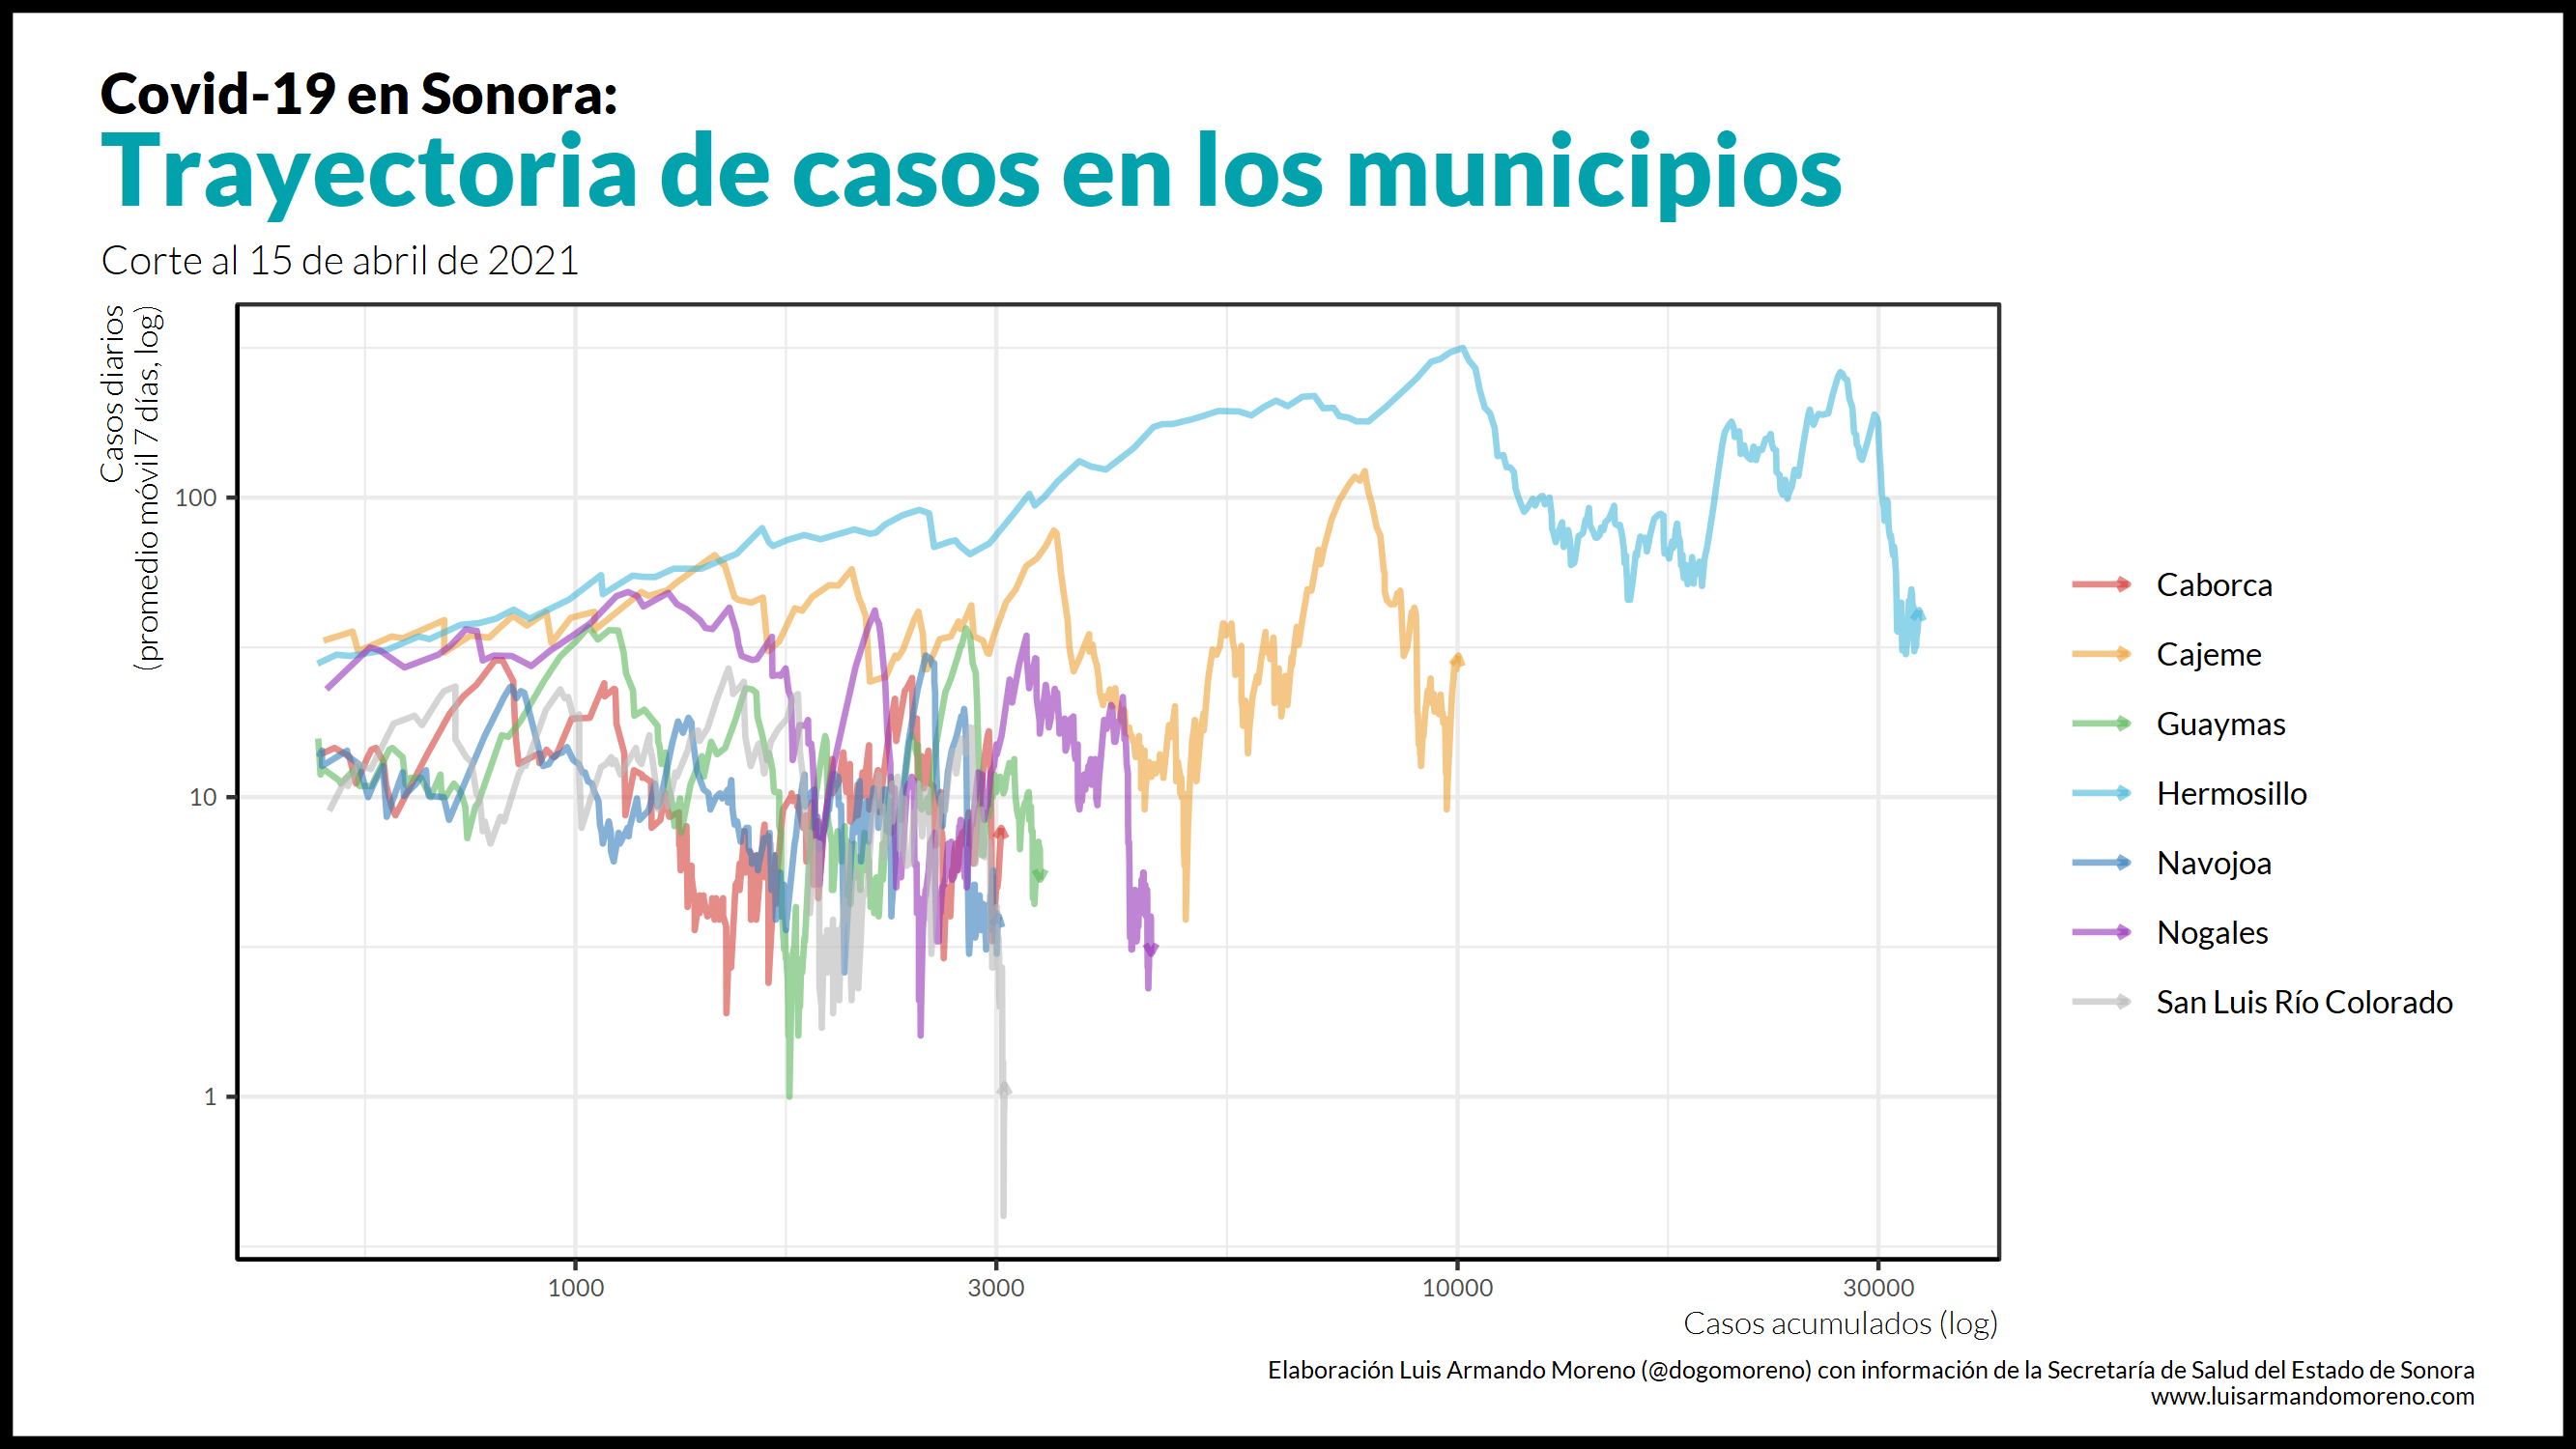 Covid-19 en Sonora:
Trayectoria de casos en los municipios
Corte al 15 de abril de 2021
Casos diarios
(promedio móvil 7 días, log)
100
10
1
1000
3000
10000
30000
Casos acumulados (log)
Caborca
Cajeme
Guaymas
Hermosillo
Navojoa
Nogales
San Luis Río Colorado
Elaboración Luis Armando Moreno (@dogomoreno) con información de la Secretaría de Salud del Estado de Sonora
www.luisarmandomoreno.com